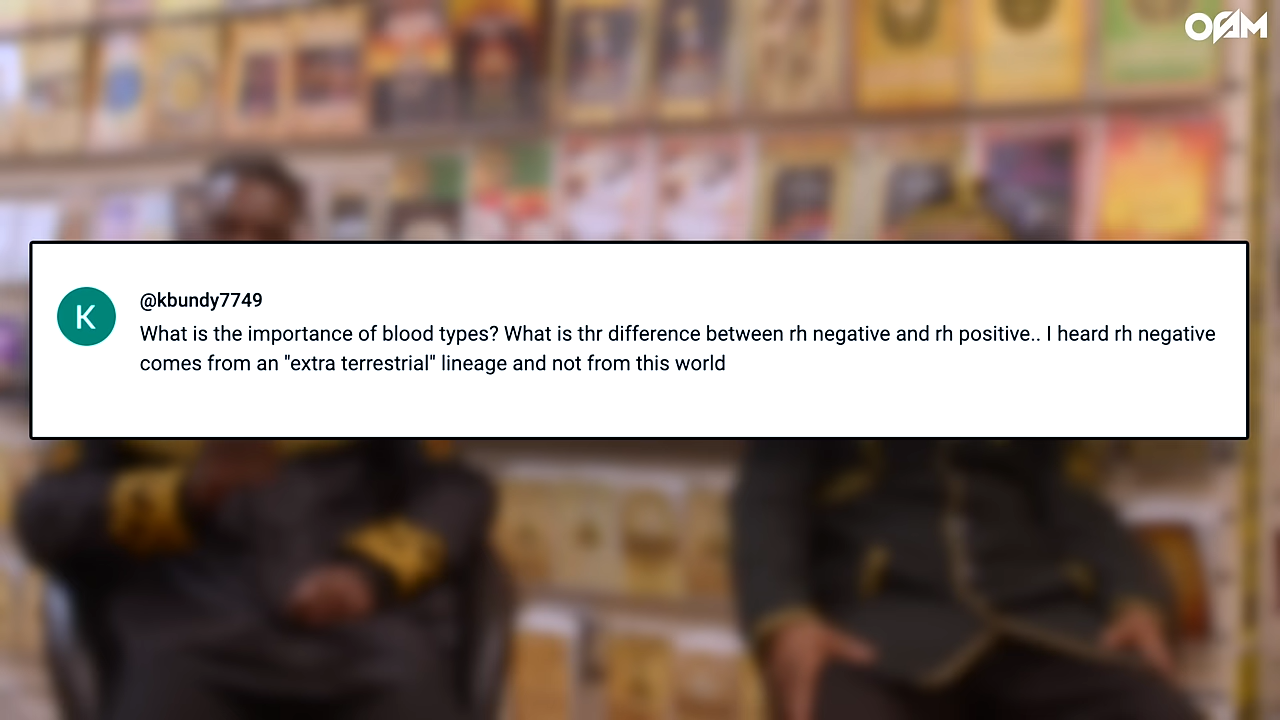 OSAM
K
@kbundy7749
What is the importance of blood types? What is thr difference between rh negative and rh positive.. I heard rh negative
comes from an "extra terrestrial" lineage and not from this world